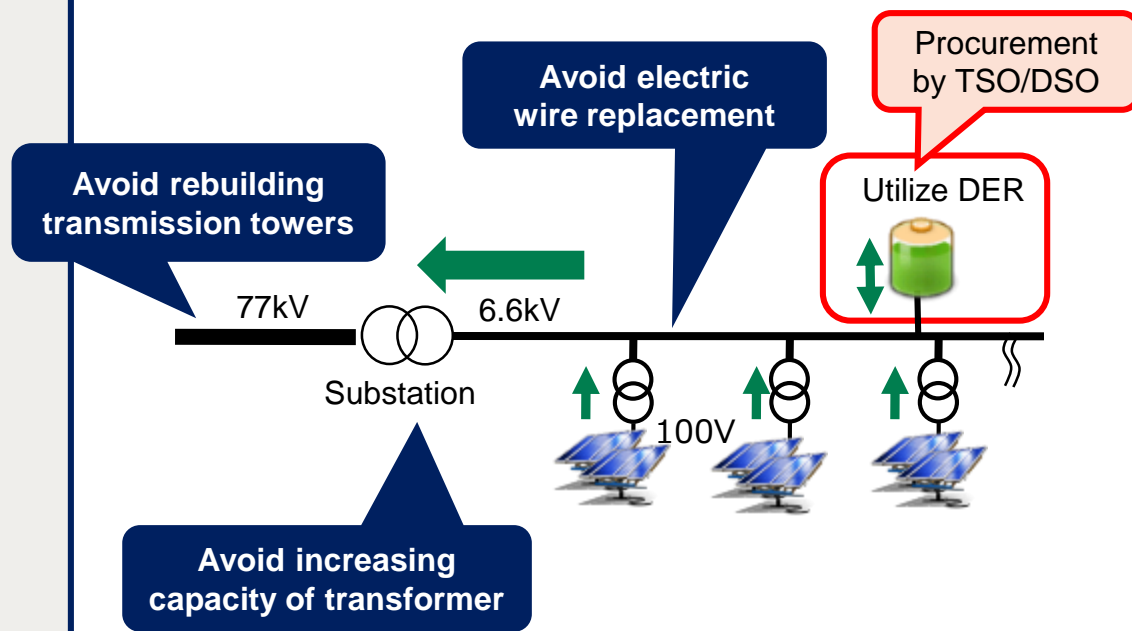 Procurement
by TSO/DSO
Avoid electric
wire replacement
Avoid rebuilding
transmission towers
Utilize DER
77kV
6.6kV
Substation
100V
Avoid increasing
capacity of transformer